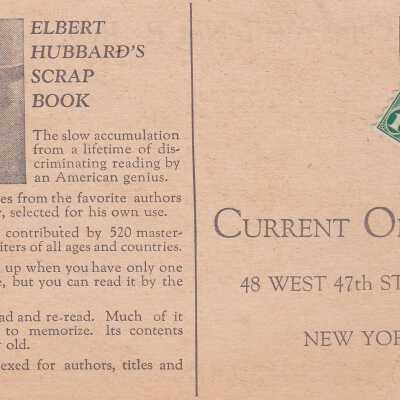 ELBERT
HUBBARD'S
SCRAP
BOOK
The slow accumulation
from a lifetime of dis-
criminating reading by
an American genius.
es from the favorite authors
, selected for his own use.
contributed by 520 master-
iters of all ages and countries.
up when you have only one
, but you can read it by the
ad and re-read. Much of it
to memorize. Its contents
old.
exed for authors, titles and
CURRENT O
48 WEST 47th ST
NEW YOR